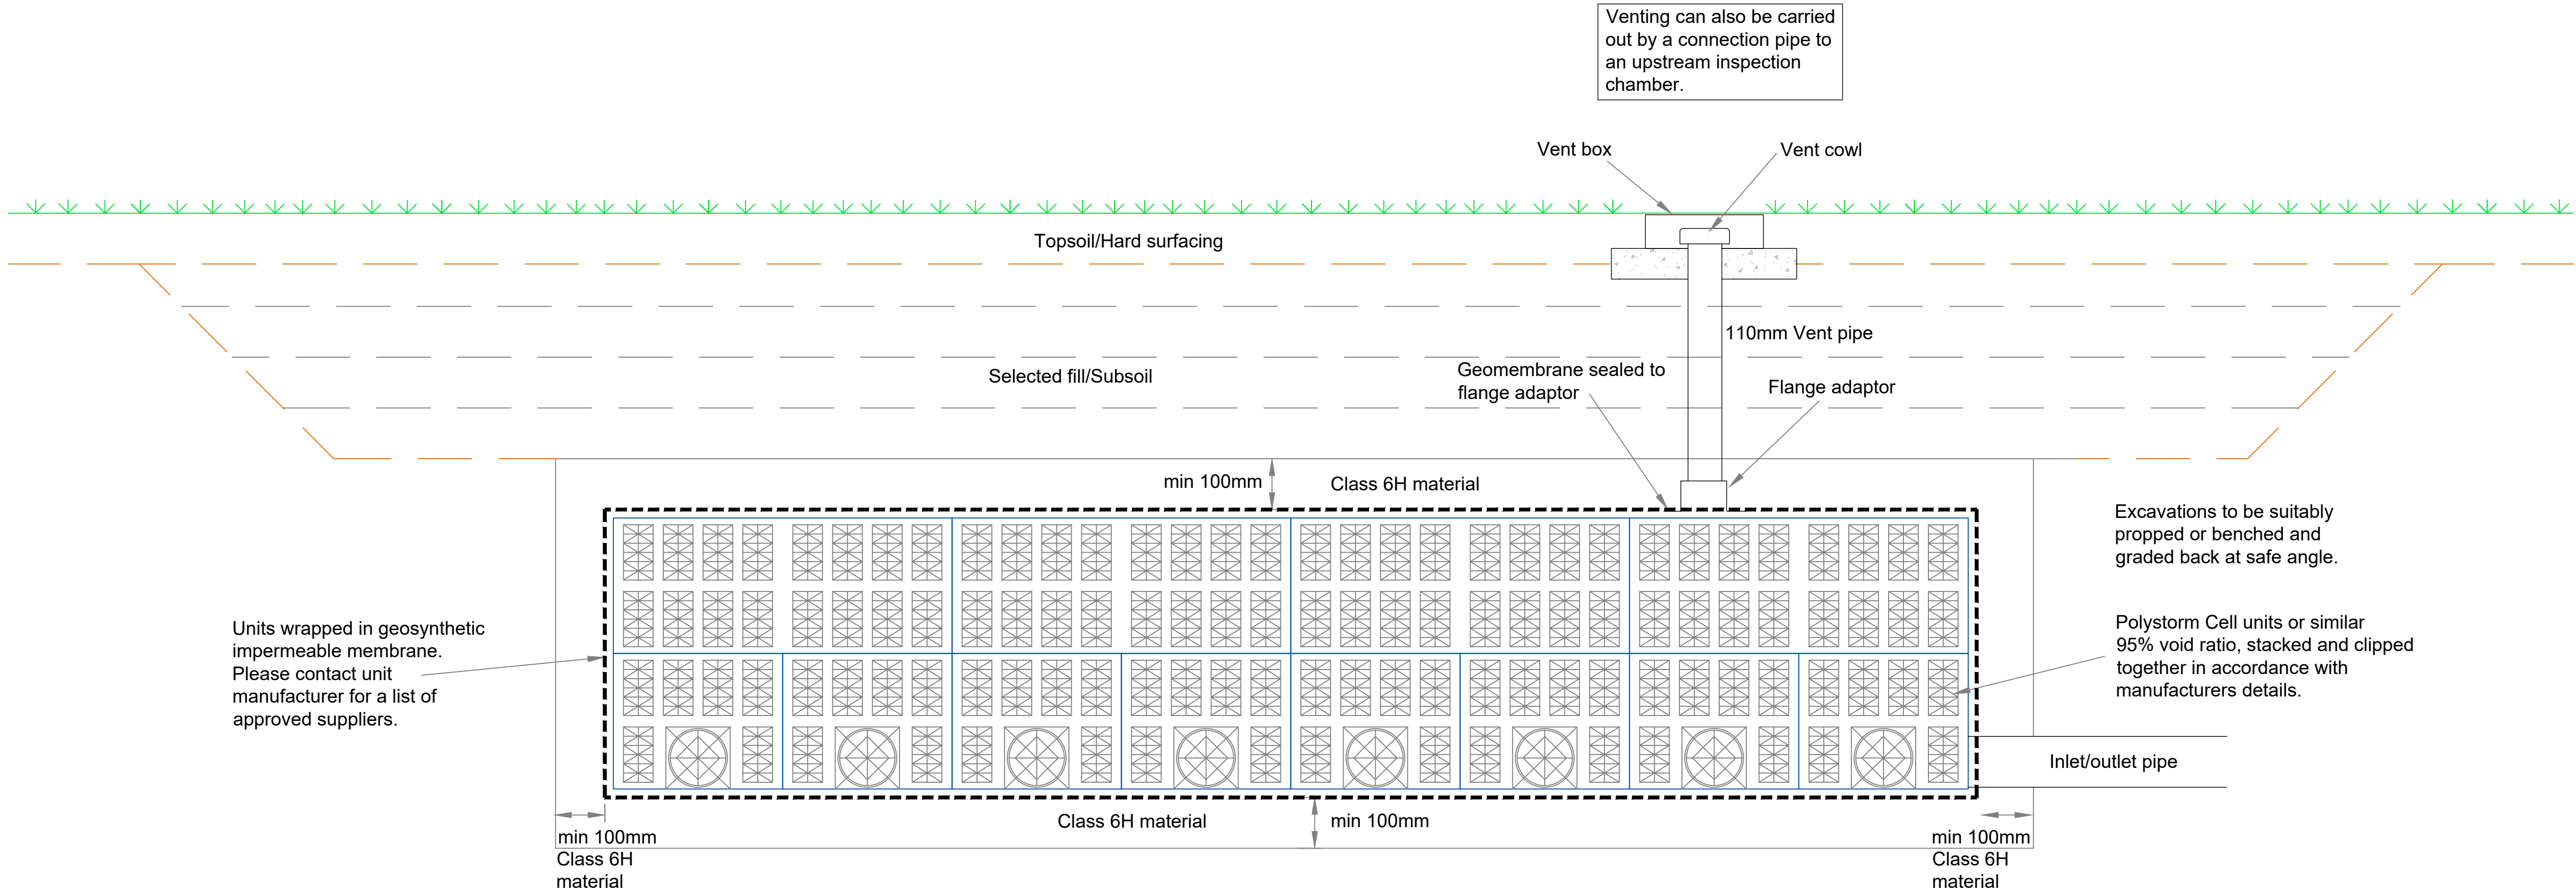 Venting can also be carried
out by a connection pipe to
an upstream inspection
chamber.
Vent box
Vent cowl
Topsoil/Hard surfacing
110mm Vent pipe
Selected fill/Subsoil
Geomembrane sealed to
flange adaptor
Flange adaptor
min 100mm
Class 6H material
Excavations to be suitably
propped or benched and
graded back at safe angle.
Units wrapped in geosynthetic
impermeable membrane.
Please contact unit
manufacturer for a list of
approved suppliers.
Polystorm Cell units or similar
95% void ratio, stacked and clipped
together in accordance with
manufacturers details.
Inlet/outlet pipe
min 100mm
Class 6H
material
Class 6H material
min 100mm
min 100mm
Class 6H
material